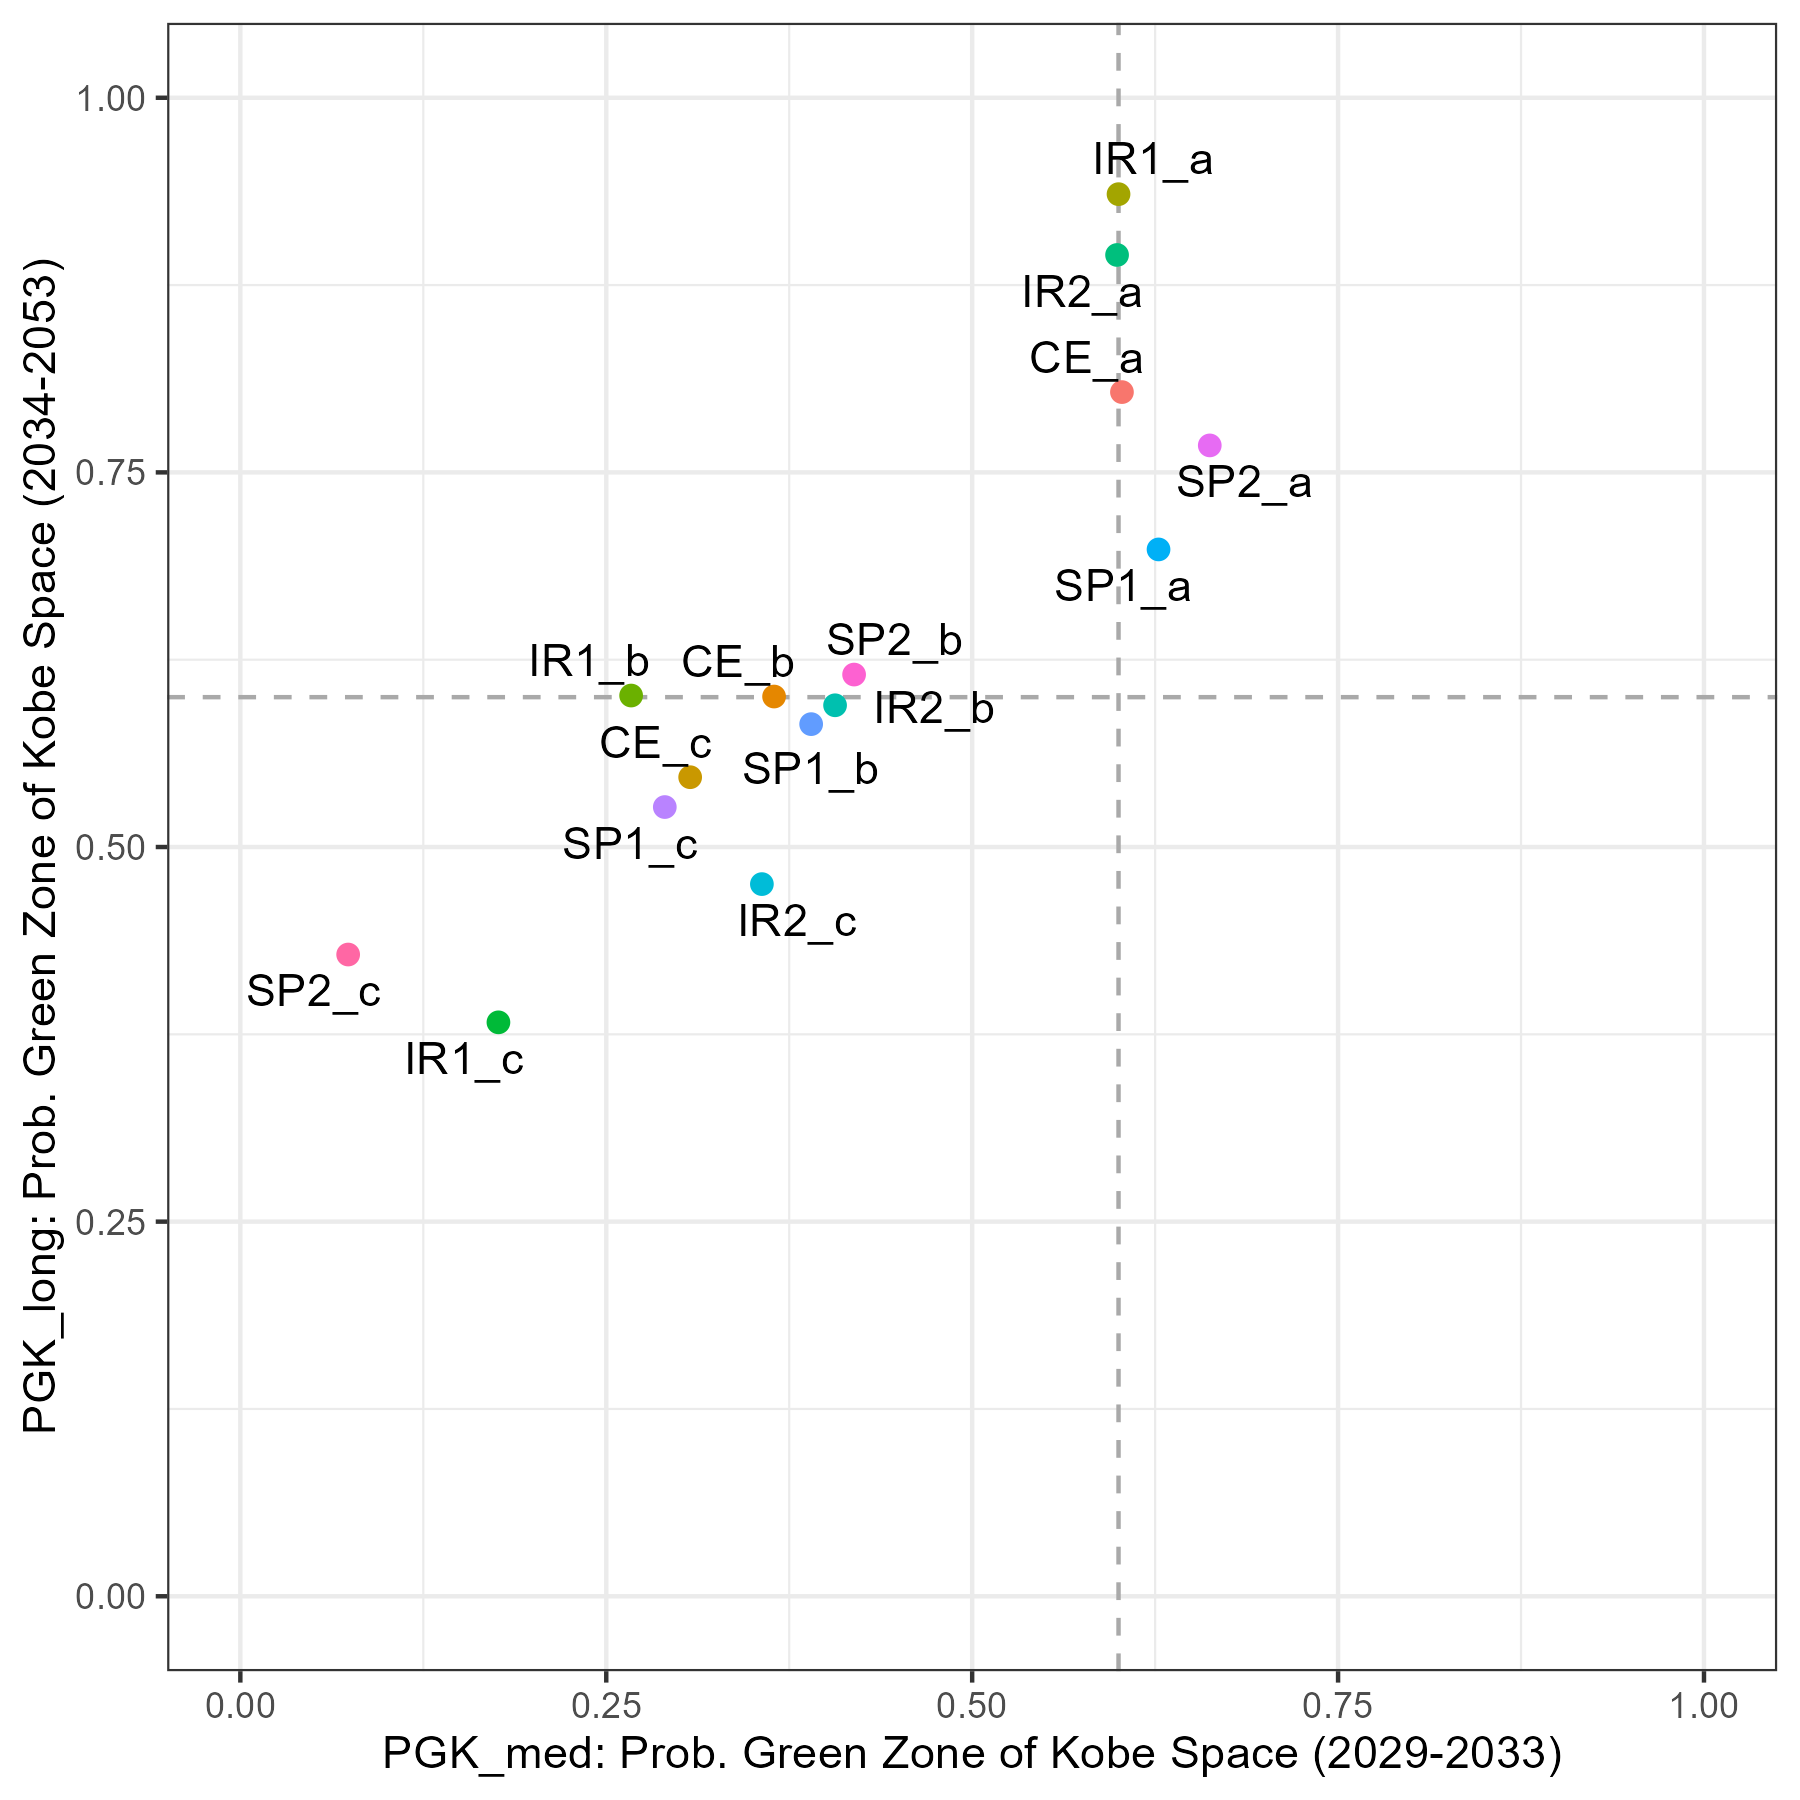 PGK_long: Prob. Green Zone of Kobe Space (2034-2053)
1.00
0.75
0.50
0.25
0.00
IR1_a
IR2_a
CE_a
SP2_a
SP1_a
SP2_b
IR1_b
CE_b
IR2_b
CE_c
SP1_b
SP1_c
IR2_c
SP2_c
IR1_c
0.00 0.25 0.50 0.75 1.00
PGK_med: Prob. Green Zone of Kobe Space (2029-2033)